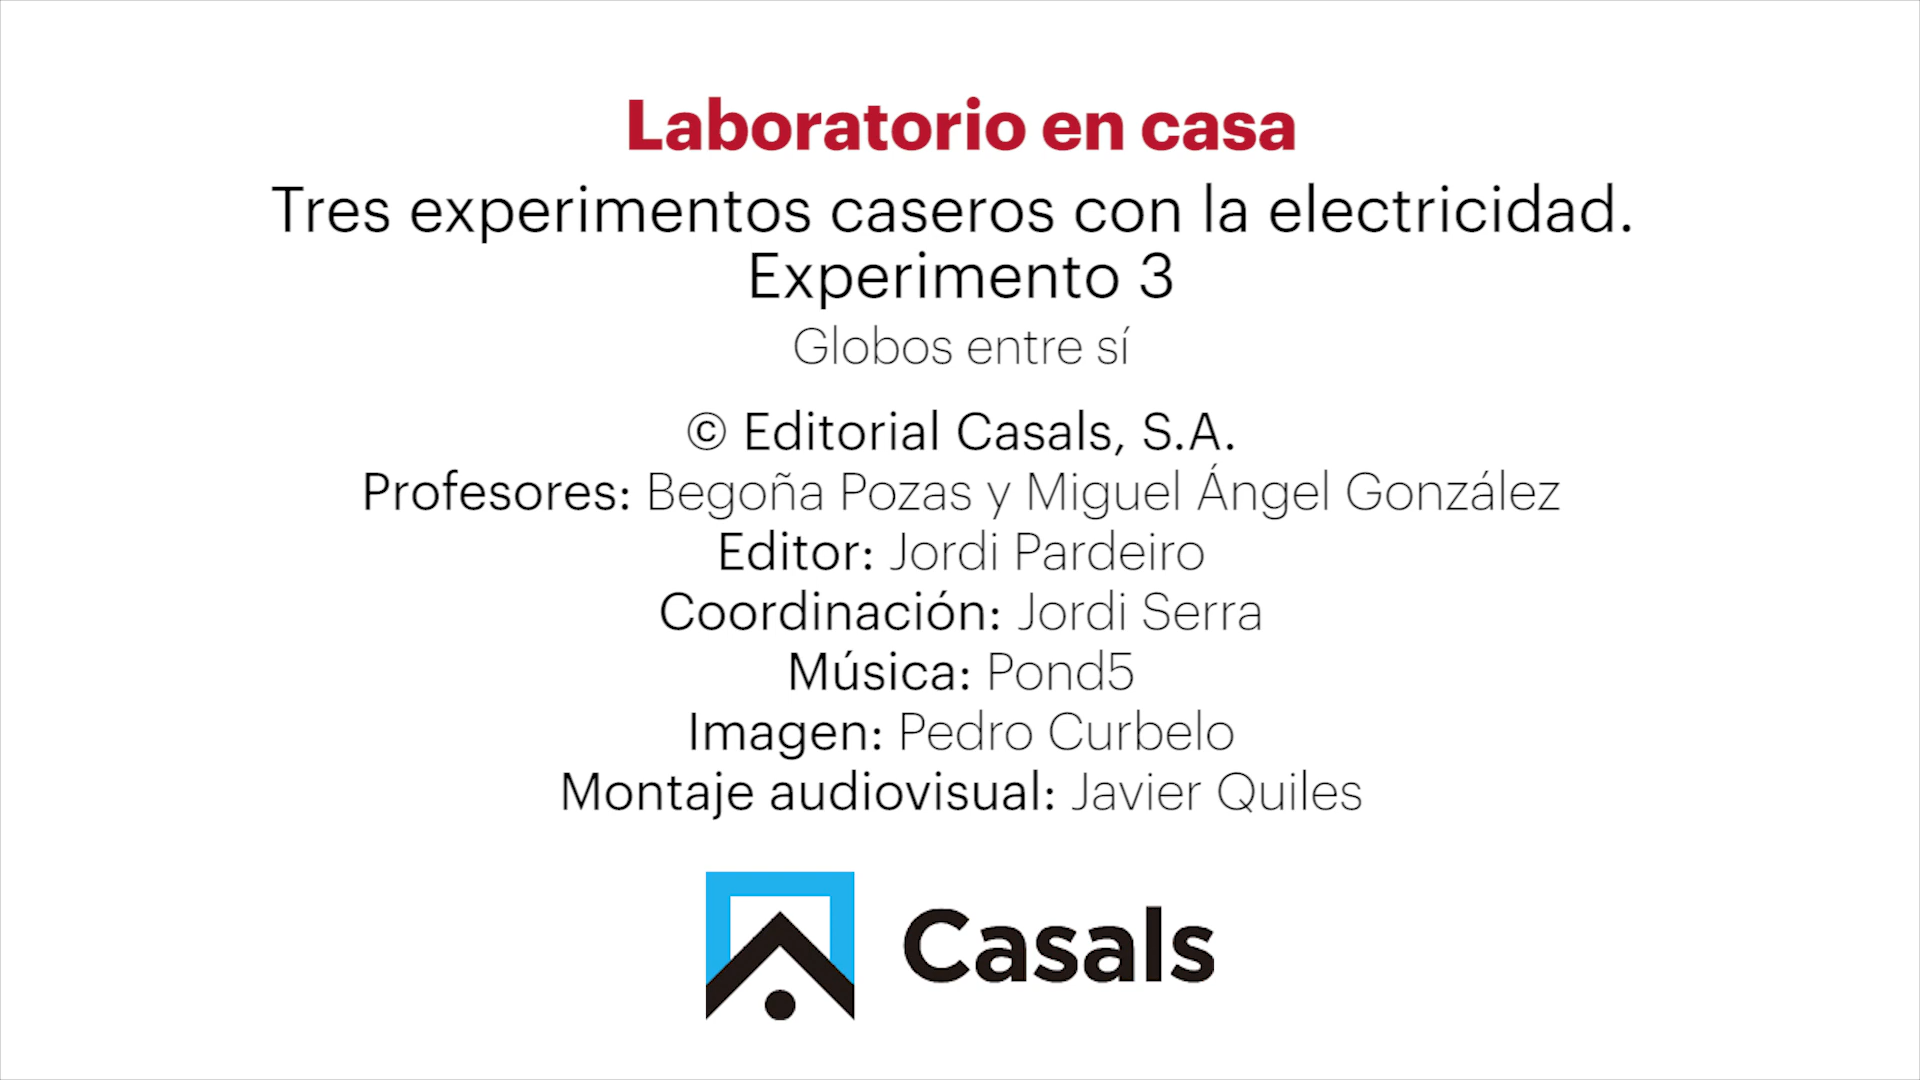 Laboratorio en casa
Tres experimentos caseros con la electricidad.
Experimento 3
Globos entre sí
© Editorial Casals, S.A.
Profesores: Begoña Pozas y Miguel Ángel González
Editor: Jordi Pardeiro
Coordinación: Jordi Serra
Música: Pond5
Imagen: Pedro Curbelo
Montaje audiovisual: Javier Quiles
Casals